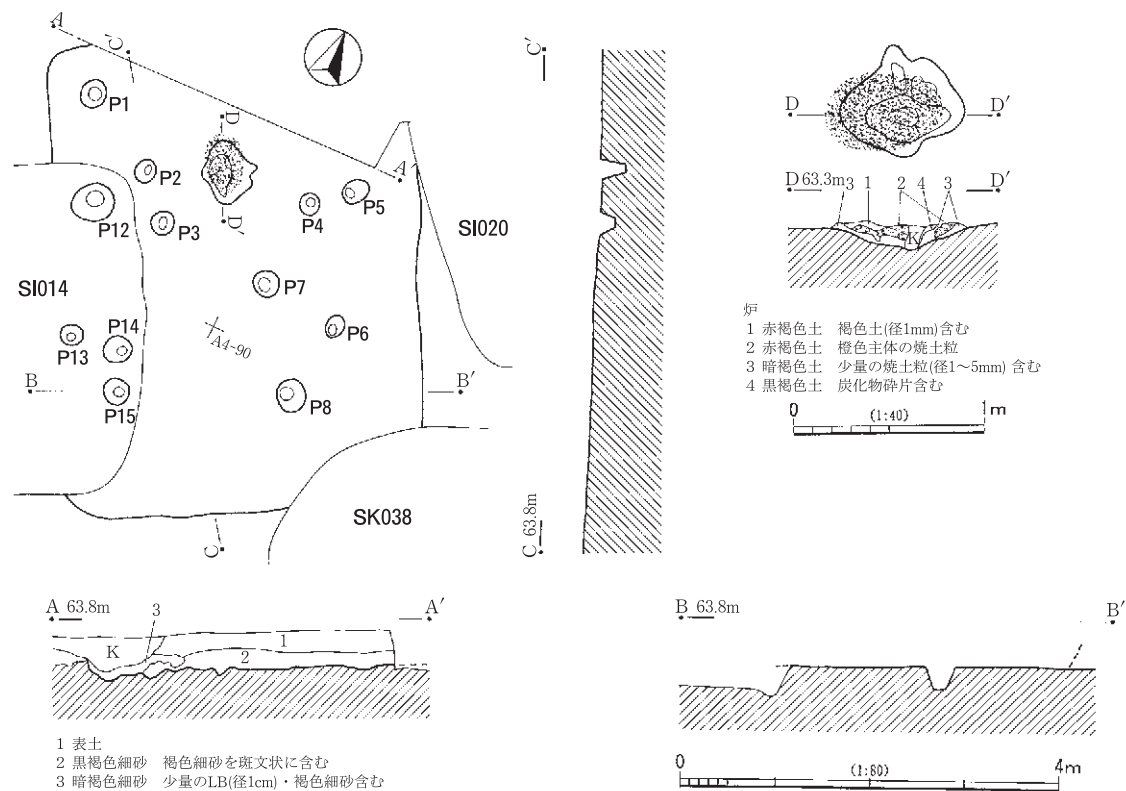 A
C′
P1
D
P2
A′
P12
P3
P4
P5
D′
SI020
SI014
P7
P14
P13
P6
A4-90
B
B′
P15
P8
SK038
C
C′
C 63.8m
D
D′
D 63.3m
3 1 2 4 3
D′
K
炉
1 赤褐色土 褐色土(径1mm)含む
2 赤褐色土 橙色主体の焼土粒
3 暗褐色土 少量の焼土粒(径1〜5mm) 含む
4 黒褐色土 炭化物砕片含む
0 (1:40) 1m
A 63.8m
3
A′
K
1
2
1 表土
2 黒褐色細砂 褐色細砂を斑文状に含む
3 暗褐色細砂 少量のLB(径1cm)・褐色細砂含む
B 63.8m
B′
0 (1:80) 4m